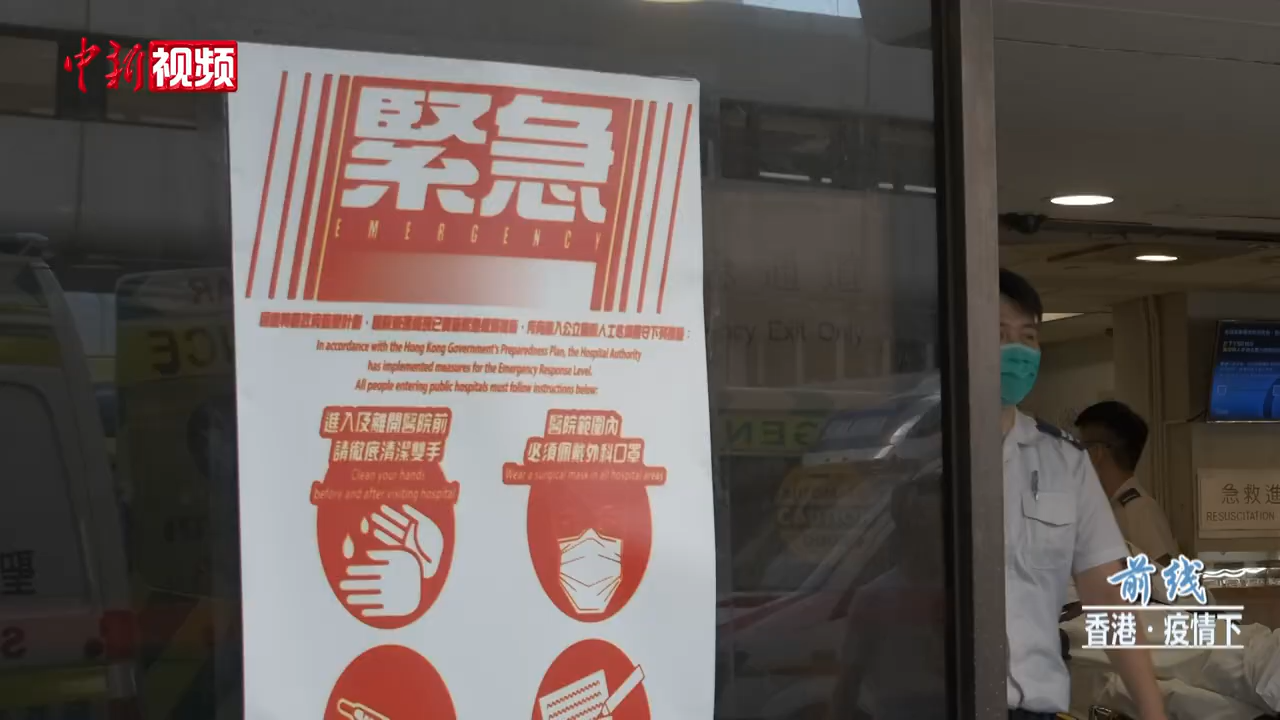 中新视频
緊急
EMERGENCY
In accordance with the Hong Kong Government's Preparedness Plan, the Hospital Authority
has implemented measures for the Emergency Response Level.
All people entering public hospitals must follow instructions below:
進入及離開醫院前
請徹底清潔雙手
Clean your hands
before and after visiting hospital
醫院範圍內
必須佩戴外科口罩
Wear a surgical mask in all hospital areas
Exit Only
急救進
RESUSCITATION
前线
香港·疫情下